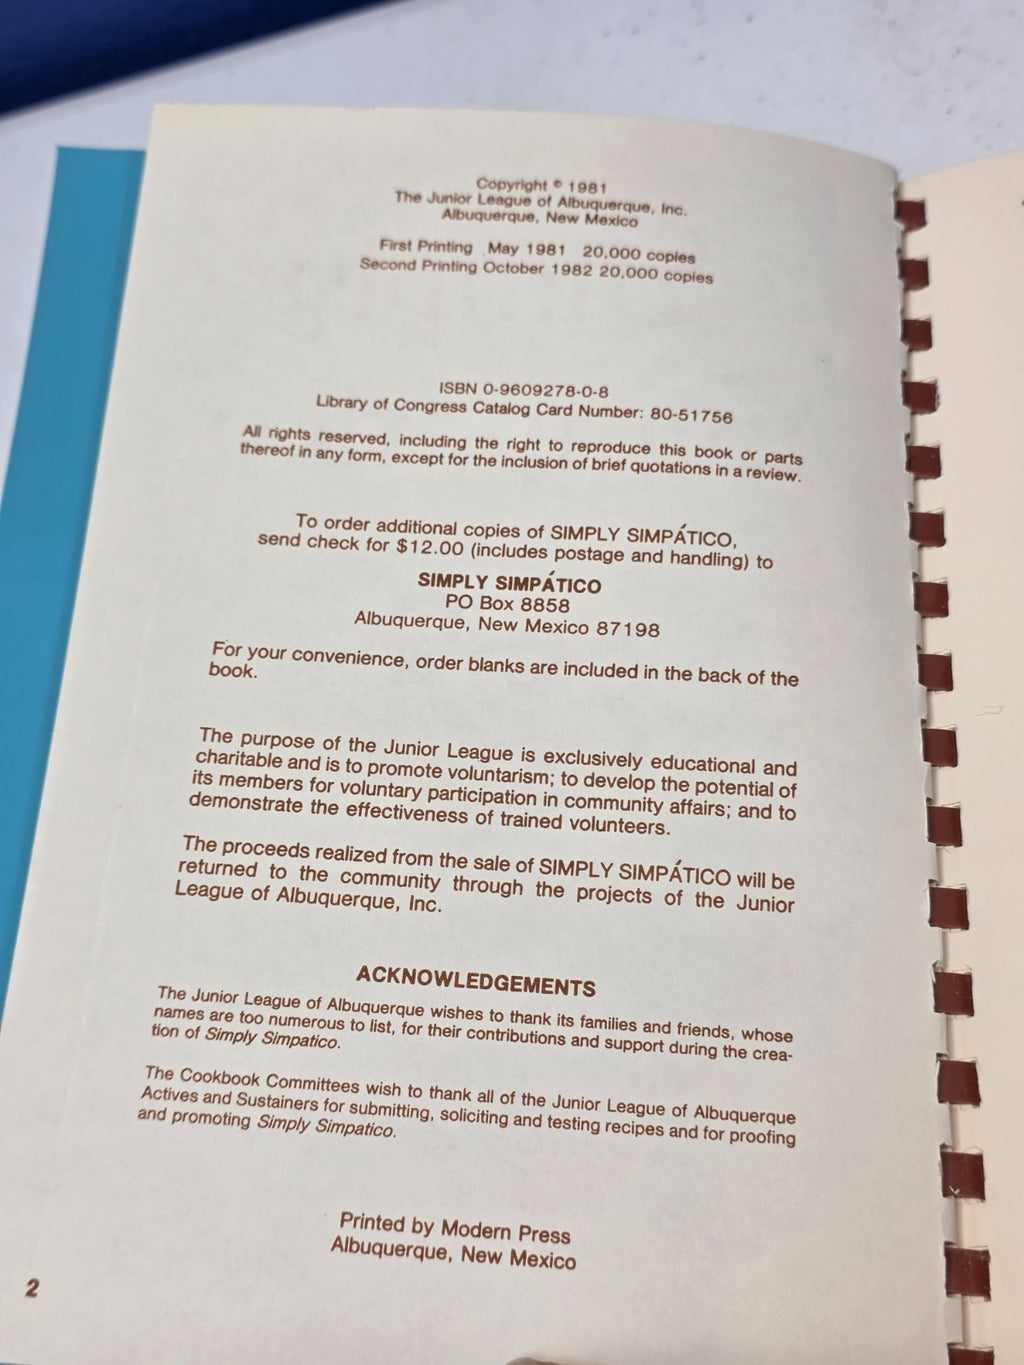 Copyright © 1981
The Junior League of Albuquerque, Inc.
Albuquerque, New Mexico
First Printing May 1981 20,000 copies
Second Printing October 1982 20,000 copies
ISBN 0-9609278-0-8
Library of Congress Catalog Card Number: 80-51756
All rights reserved, including the right to reproduce this book or parts
thereof in any form, except for the inclusion of brief quotations in a review.
To order additional copies of SIMPLY SIMPÁTICO,
send check for $12.00 (includes postage and handling) to
SIMPLY SIMPÁTICO
PO Box 8858
Albuquerque, New Mexico 87198
For your convenience, order blanks are included in the back of the
book.
The purpose of the Junior League is exclusively educational and
charitable and is to promote voluntarism; to develop the potential of
its members for voluntary participation in community affairs; and to
demonstrate the effectiveness of trained volunteers.
The proceeds realized from the sale of SIMPLY SIMPÁTICO will be
returned to the community through the projects of the Junior
League of Albuquerque, Inc.
ACKNOWLEDGEMENTS
The Junior League of Albuquerque wishes to thank its families and friends, whose
names are too numerous to list, for their contributions and support during the crea-
tion of Simply Simpatico.
The Cookbook Committees wish to thank all of the Junior League of Albuquerque
Actives and Sustainers for submitting, soliciting and testing recipes and for proofing
and promoting Simply Simpatico.
Printed by Modern Press
Albuquerque, New Mexico
2